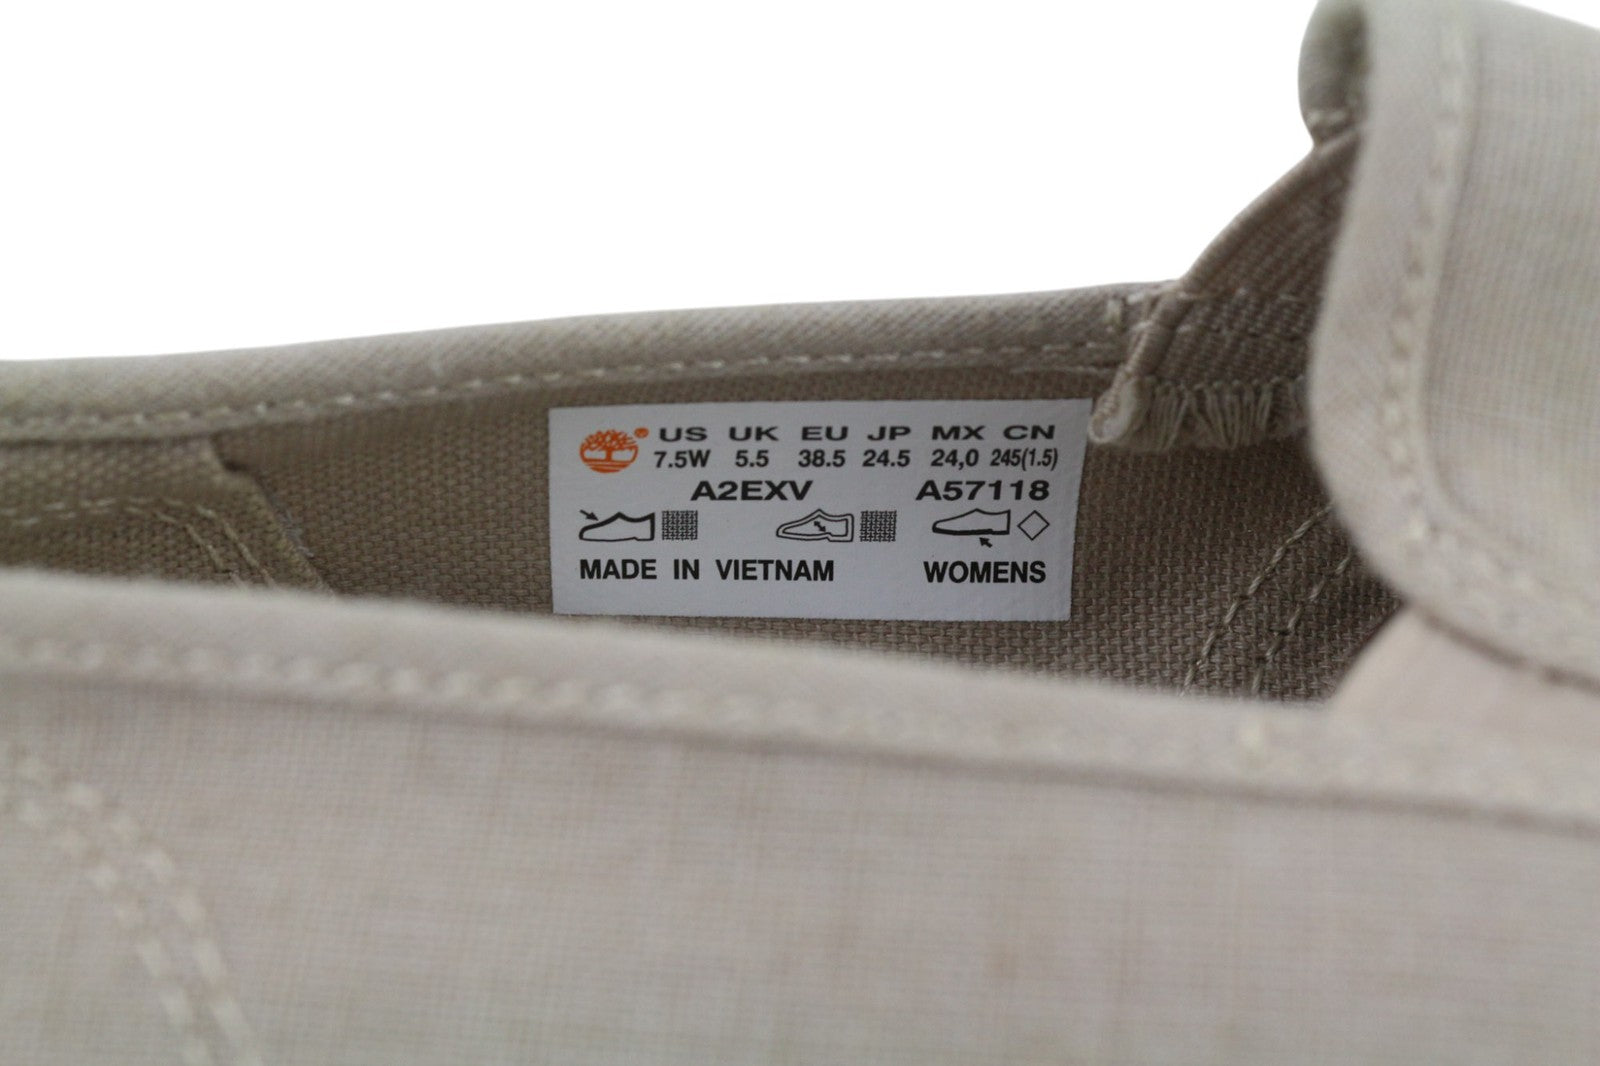 ® US UK EU JP MX CN
7.5W 5.5 38.5 24.5 24,0 245(1.5)
A2EXV A57118
MADE IN VIETNAM WOMENS